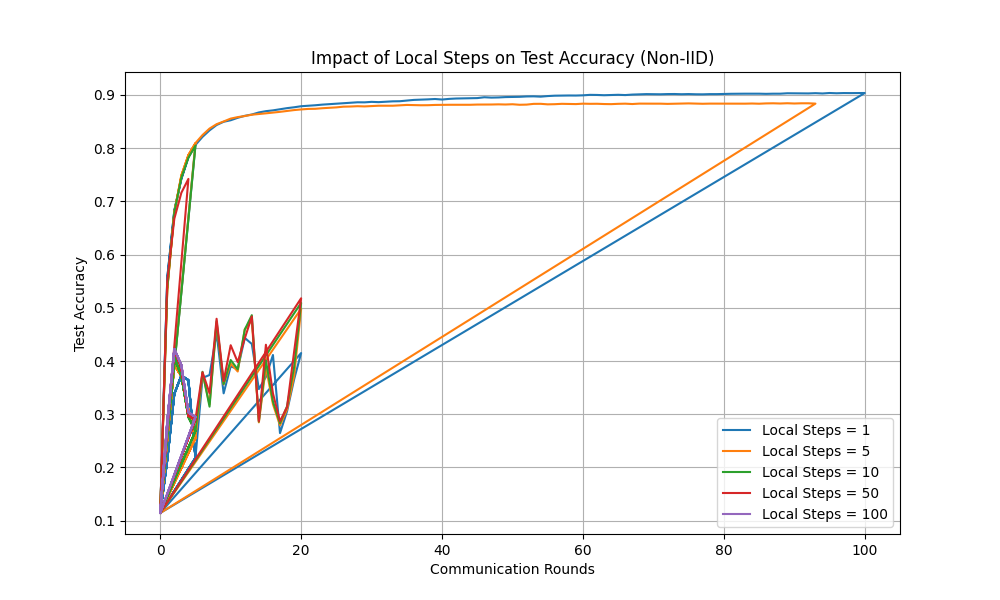 Impact of Local Steps on Test Accuracy (Non-IID)
0.9
0.8
0.7
0.6
0.5
0.4
0.3
0.2
0.1
Test Accuracy
Local Steps = 1
Local Steps = 5
Local Steps = 10
Local Steps = 50
Local Steps = 100
0 20 40 60 80 100
Communication Rounds